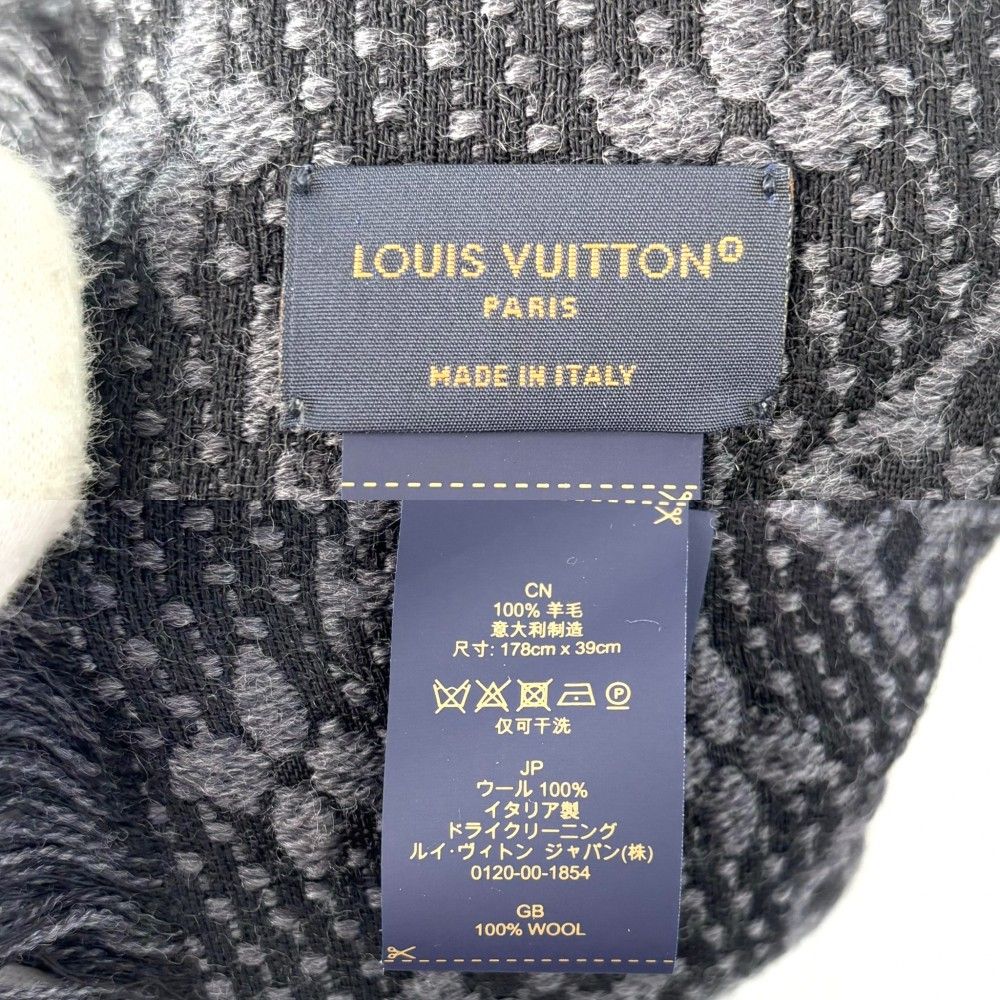 LOUIS VUITTON®
PARIS
MADE IN ITALY
CN
100% 羊毛
意大利制造
尺寸: 178cm x 39cm
P
仅可干洗
JP
ウール 100%
イタリア製
ドライクリーニング
ルイ・ヴィトン ジャパン(株)
0120-00-1854
GB
100% WOOL